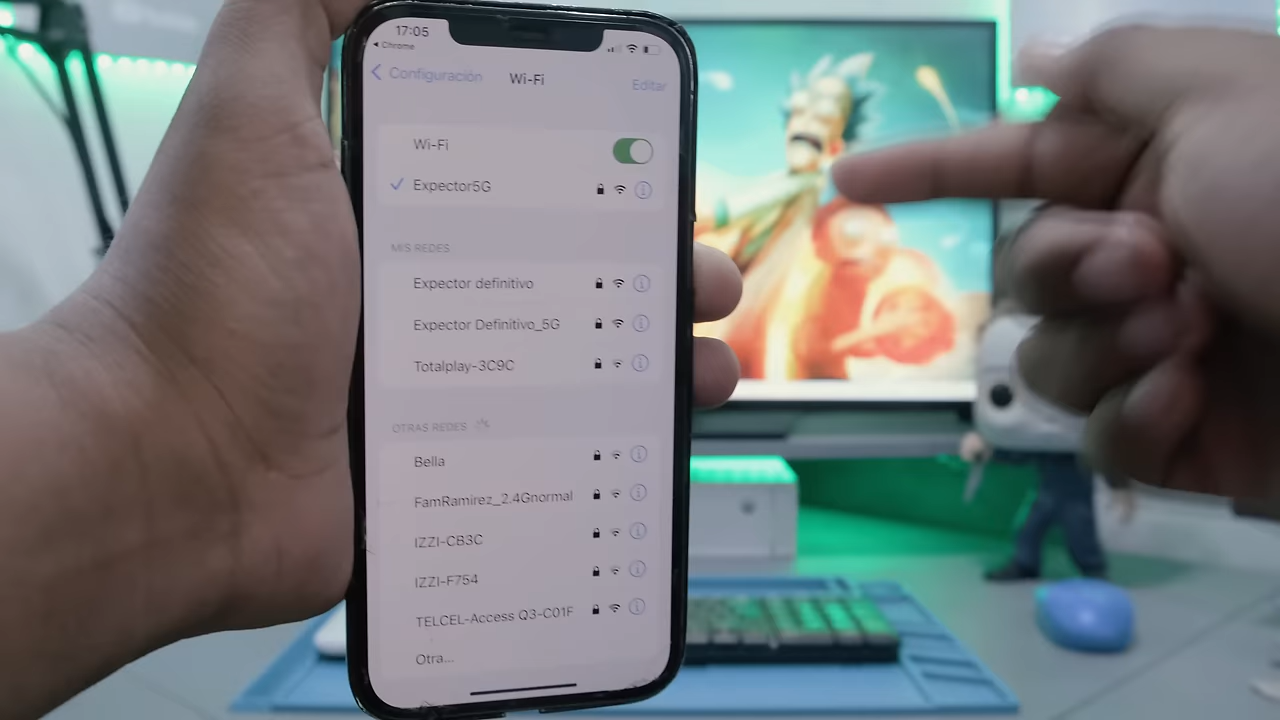 17:05
Chrome
Configuración
Wi-Fi
Editar
Wi-Fi
Expector5G
MIS REDES
Expector definitivo
Expector Definitivo_5G
Totalplay-3C9C
OTRAS REDES
Bella
FamRamirez_2.4Gnormal
IZZI-CB3C
IZZI-F754
TELCEL-Access Q3-C01F
Otra...